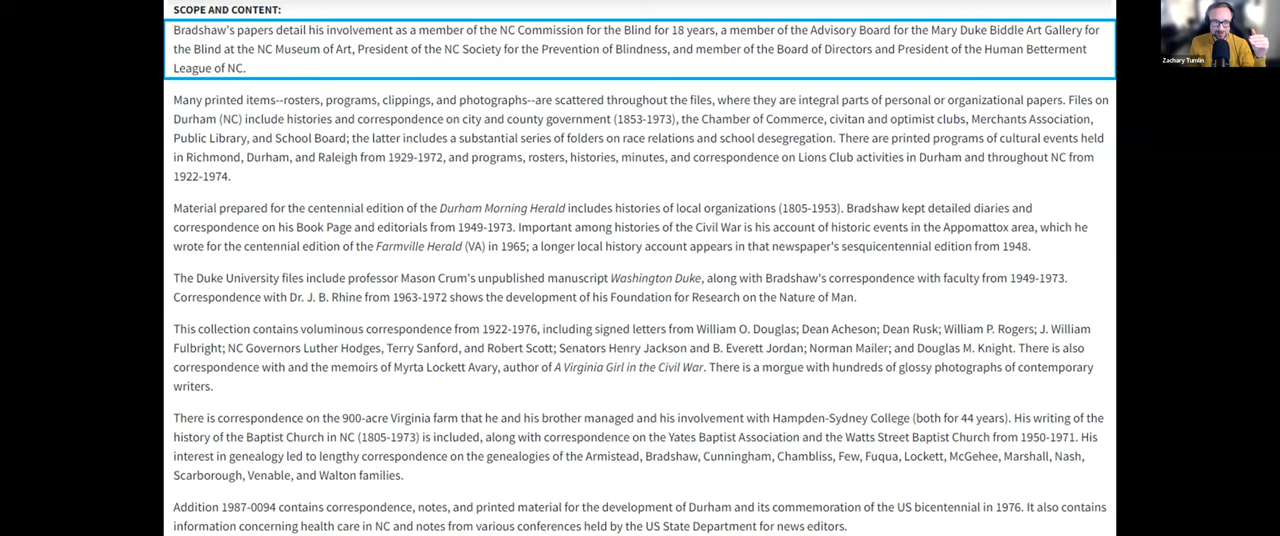 SCOPE AND CONTENT:
Bradshaw's papers detail his involvement as a member of the NC Commission for the Blind for 18 years, a member of the Advisory Board for the Mary Duke Biddle Art Gallery for
the Blind at the NC Museum of Art, President of the NC Society for the Prevention of Blindness, and member of the Board of Directors and President of the Human Betterment
League of NC.
Many printed items--rosters, programs, clippings, and photographs--are scattered throughout the files, where they are integral parts of personal or organizational papers. Files on
Durham (NC) include histories and correspondence on city and county government (1853-1973), the Chamber of Commerce, civitan and optimist clubs, Merchants Association,
Public Library, and School Board; the latter includes a substantial series of folders on race relations and school desegregation. There are printed programs of cultural events held
in Richmond, Durham, and Raleigh from 1929-1972, and programs, rosters, histories, minutes, and correspondence on Lions Club activities in Durham and throughout NC from
1922-1974.
Material prepared for the centennial edition of the Durham Morning Herald includes histories of local organizations (1805-1953). Bradshaw kept detailed diaries and
correspondence on his Book Page and editorials from 1949-1973. Important among histories of the Civil War is his account of historic events in the Appomattox area, which he
wrote for the centennial edition of the Farmville Herald (VA) in 1965; a longer local history account appears in that newspaper's sesquicentennial edition from 1948.
The Duke University files include professor Mason Crum's unpublished manuscript Washington Duke, along with Bradshaw's correspondence with faculty from 1949-1973.
Correspondence with Dr. J. B. Rhine from 1963-1972 shows the development of his Foundation for Research on the Nature of Man.
This collection contains voluminous correspondence from 1922-1976, including signed letters from William O. Douglas; Dean Acheson; Dean Rusk; William P. Rogers; J. William
Fulbright; NC Governors Luther Hodges, Terry Sanford, and Robert Scott; Senators Henry Jackson and B. Everett Jordan; Norman Mailer; and Douglas M. Knight. There is also
correspondence with and the memoirs of Myrta Lockett Avary, author of A Virginia Girl in the Civil War. There is a morgue with hundreds of glossy photographs of contemporary
writers.
There is correspondence on the 900-acre Virginia farm that he and his brother managed and his involvement with Hampden-Sydney College (both for 44 years). His writing of the
history of the Baptist Church in NC (1805-1973) is included, along with correspondence on the Yates Baptist Association and the Watts Street Baptist Church from 1950-1971. His
interest in genealogy led to lengthy correspondence on the genealogies of the Armistead, Bradshaw, Cunningham, Chambliss, Few, Fuqua, Lockett, McGehee, Marshall, Nash,
Scarborough, Venable, and Walton families.
Addition 1987-0094 contains correspondence, notes, and printed material for the development of Durham and its commemoration of the US bicentennial in 1976. It also contains
information concerning health care in NC and notes from various conferences held by the US State Department for news editors.
Zachary Tumlin